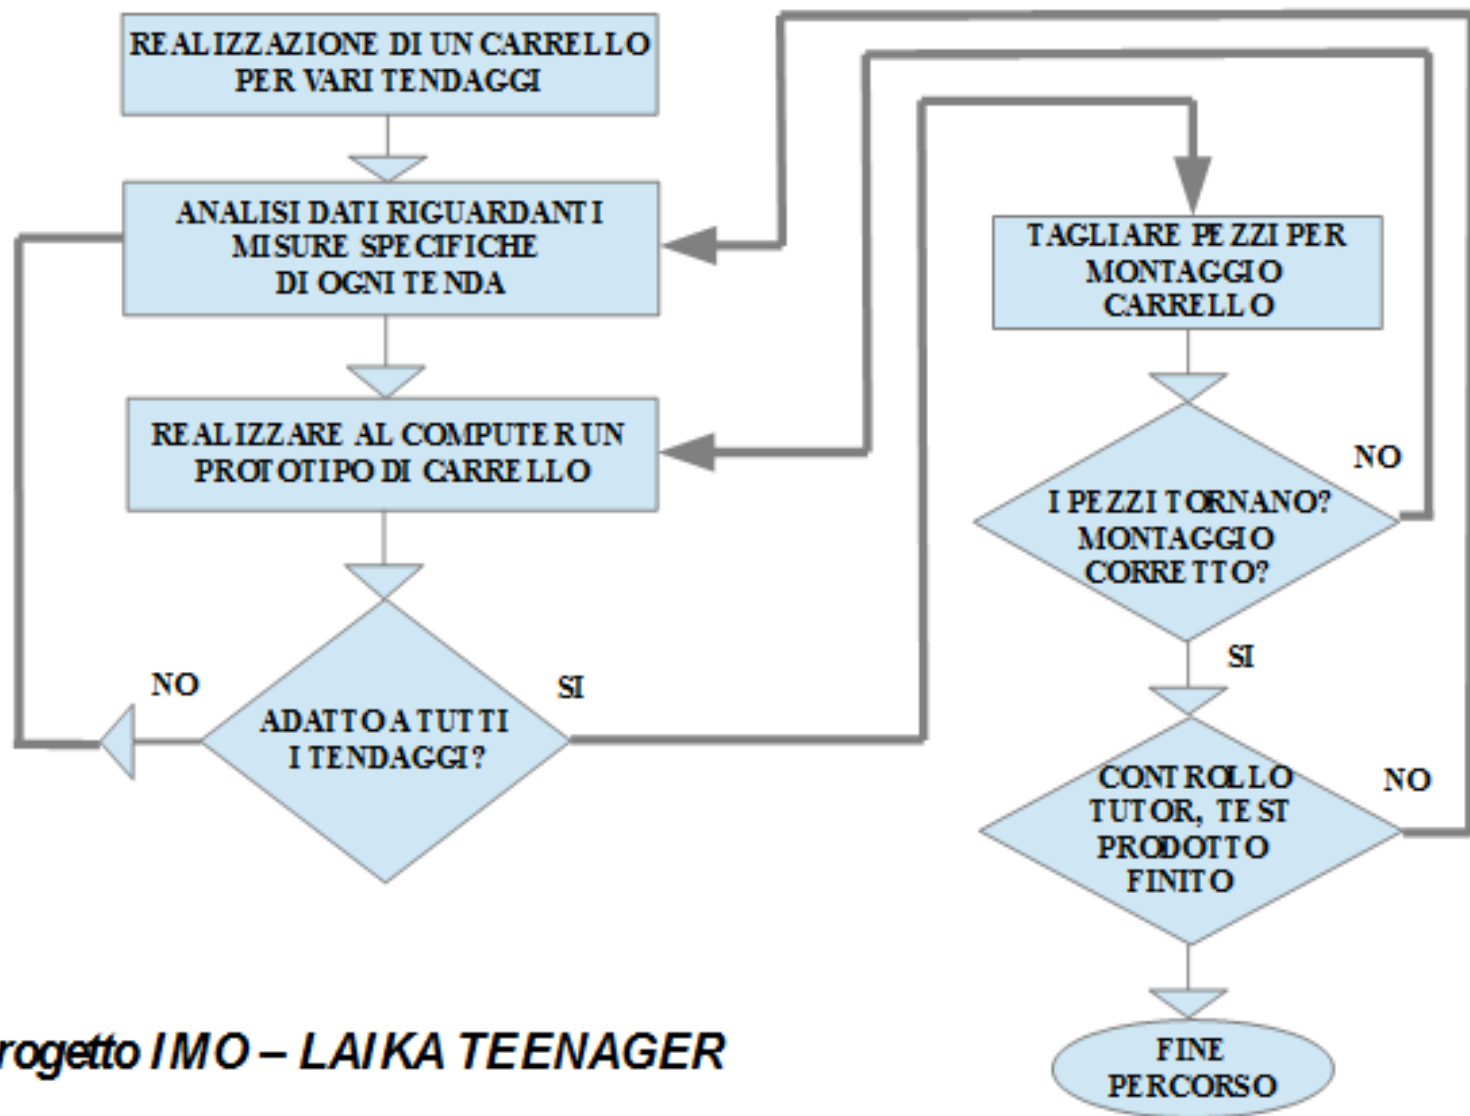 REALIZZAZIONE DI UN CARRELLO
PER VARI TENDAGGI
ANALISI DATI RIGUARDANTI
MISURE SPECIFICHE
DI OGNI TENDA
REALIZZARE AL COMPUTER UN
PROTOTIPO DI CARRELLO
NO
SI
ADATTO A TUTTI
I TENDAGGI?
TAGLIARE PEZZI PER
MONTAGGIO
CARRELLO
NO
I PEZZI TORNANO?
MONTAGGIO
CORRETTO?
SI
NO
CONTROLLO
TUTOR, TEST
PRODOTTO
FINITO
FINE
PERCORSO
rogetto IMO – LAIKA TEENAGER